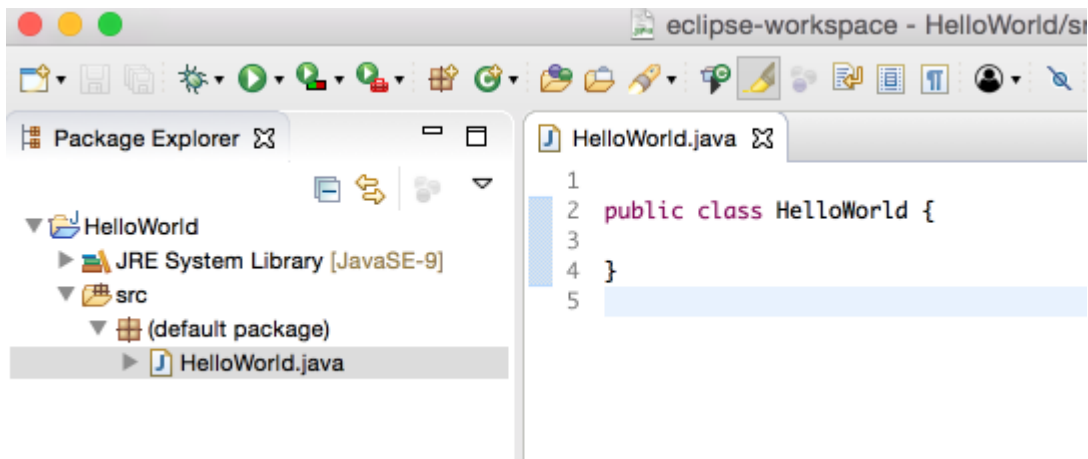 eclipse-workspace - HelloWorld/sr
Package Explorer
HelloWorld
JRE System Library [JavaSE-9]
src
(default package)
HelloWorld.java
HelloWorld.java
1
2 public class HelloWorld {
3
4 }
5